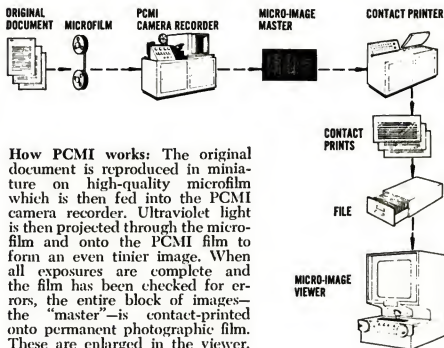 ORIGINAL
DOCUMENT
MICROFILM
PCMI
CAMERA RECORDER
MICRO-IMAGE
MASTER
CONTACT PRINTER
CONTACT
PRINTS
FILE
MICRO-IMAGE
VIEWER
How PCMI works: The original
document is reproduced in minia-
ture on high-quality microfilm
which is then fed into the PCMI
camera recorder. Ultraviolet light
is then projected through the micro-
film and onto the PCMI film to
form an even tinier image. When
all exposures are complete and
the film has been checked for er-
rors, the entire block of images—
the "master"—is contact-printed
onto permanent photographic film.
These are enlarged in the viewer.